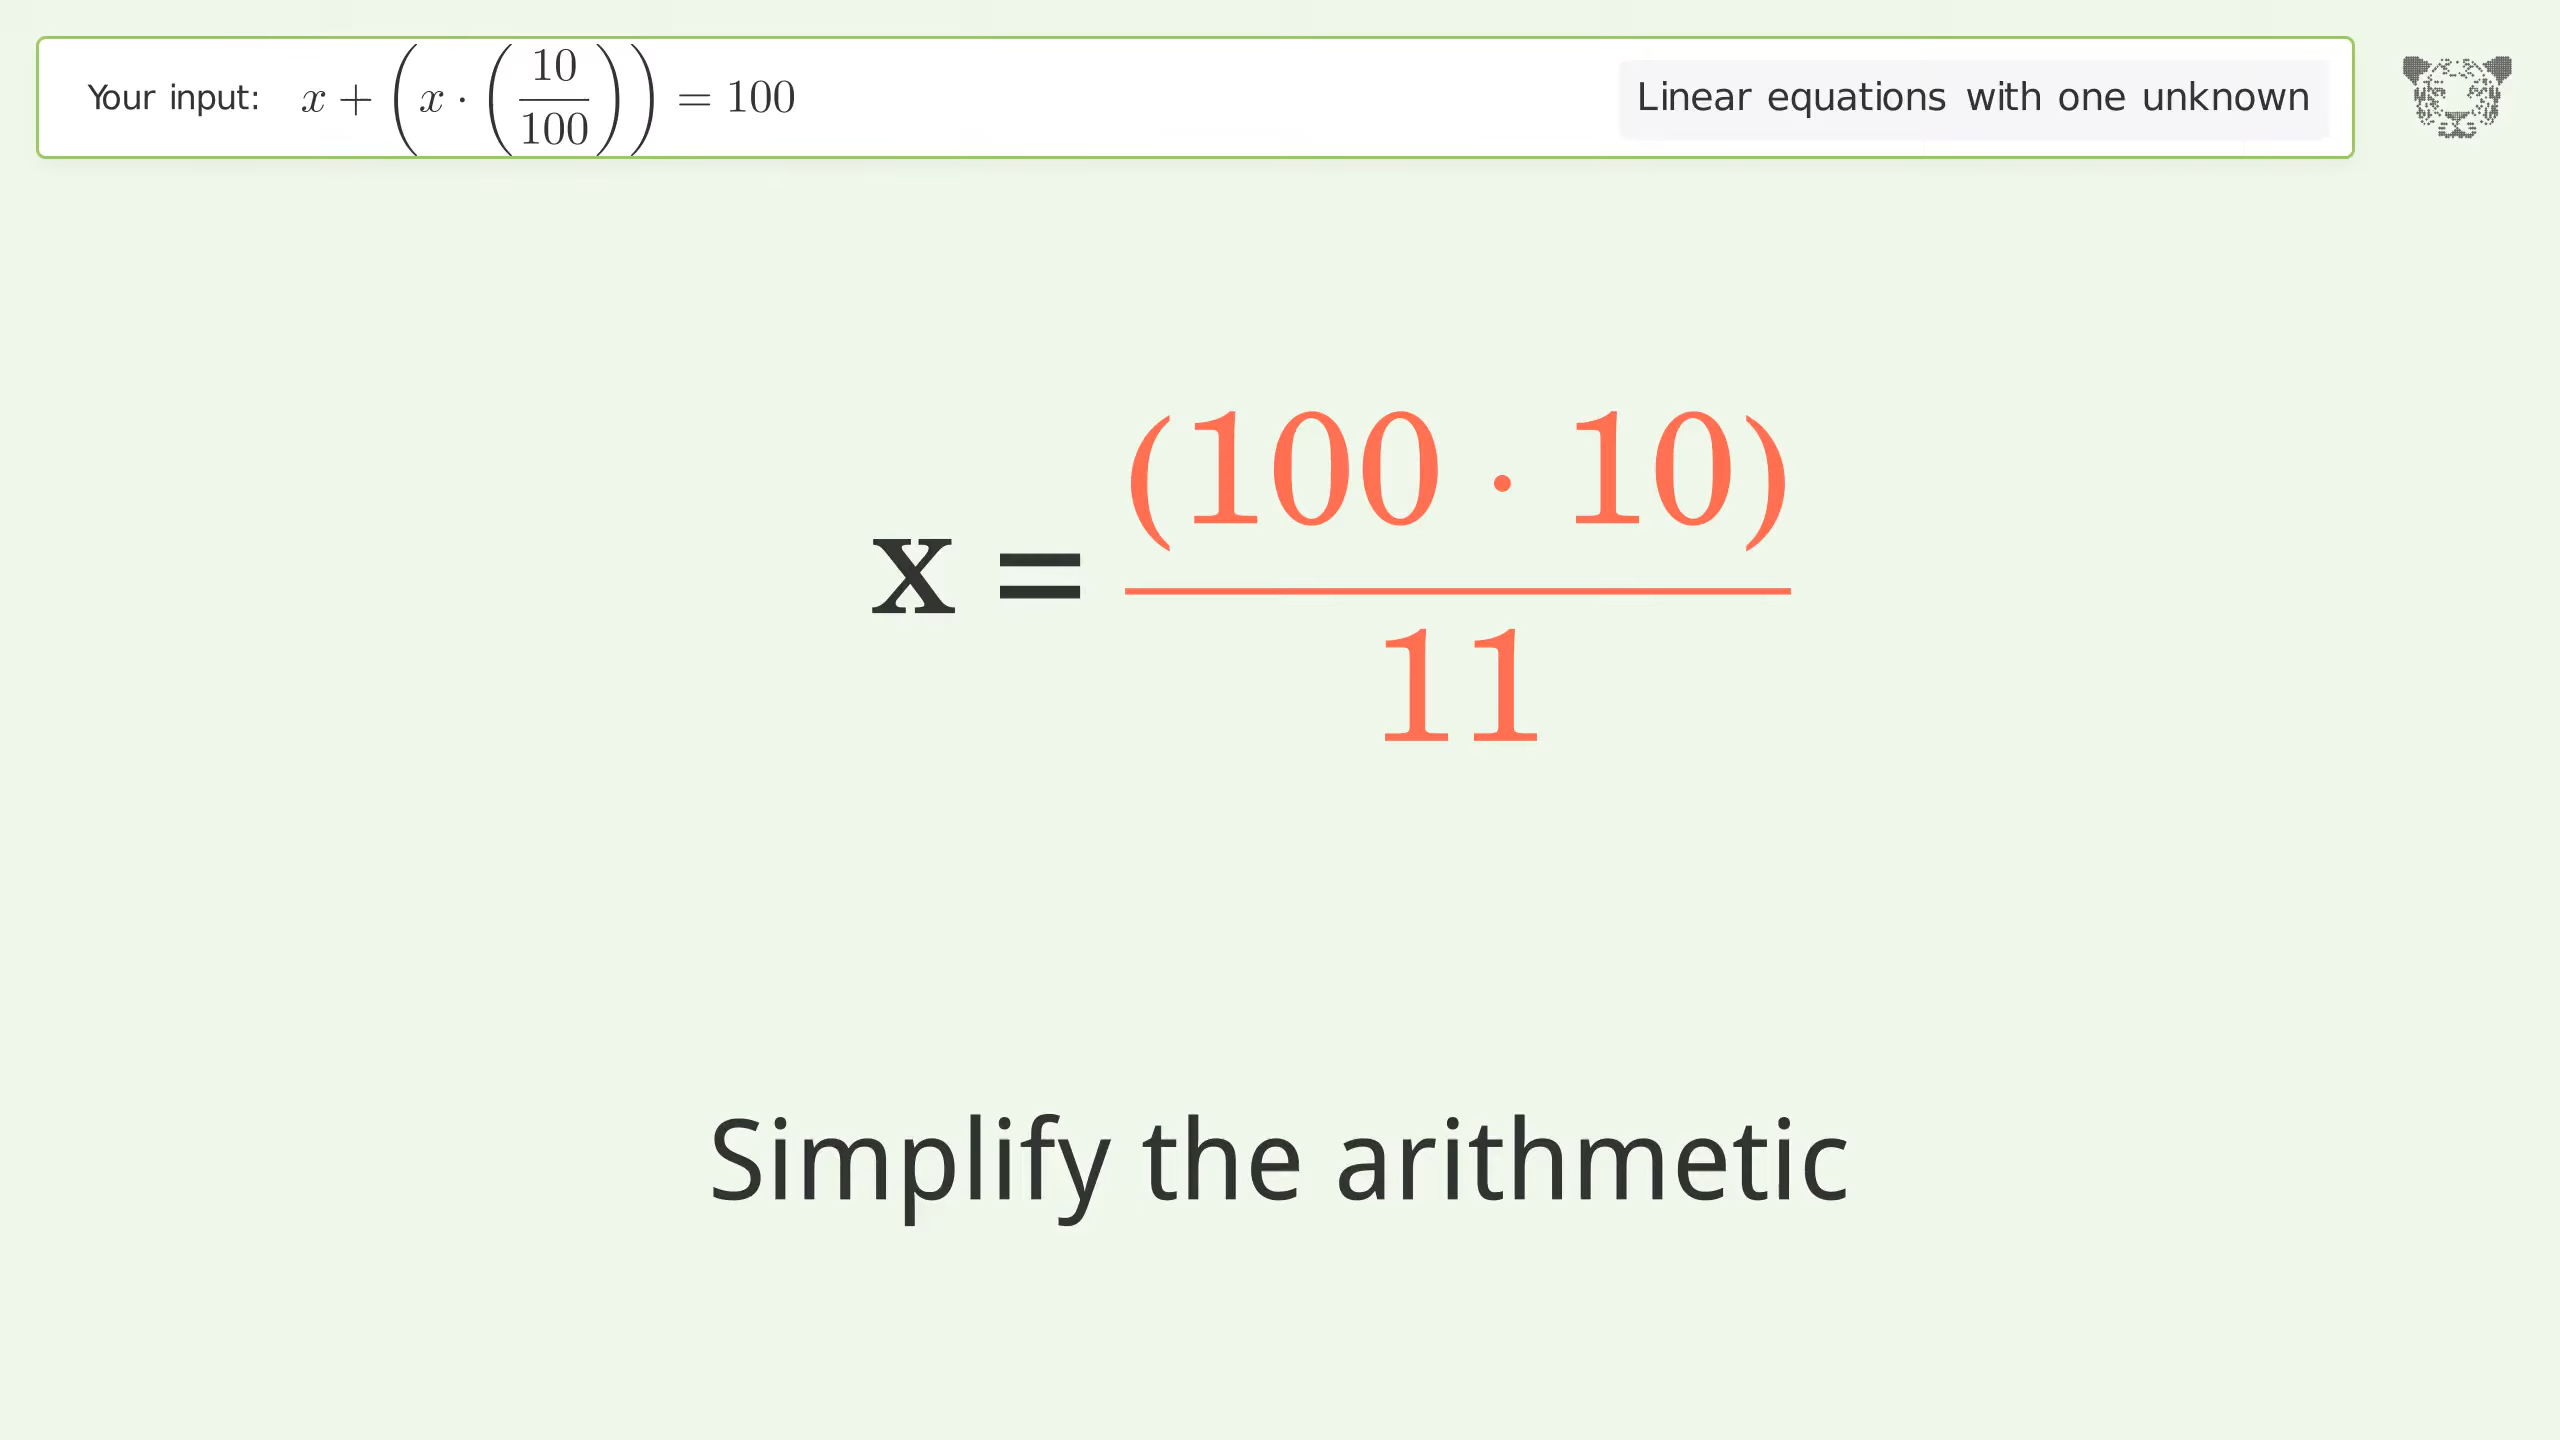 Your input: x + (x · (10/100)) = 100
Linear equations with one unknown
x = (100 · 10)/11
Simplify the arithmetic